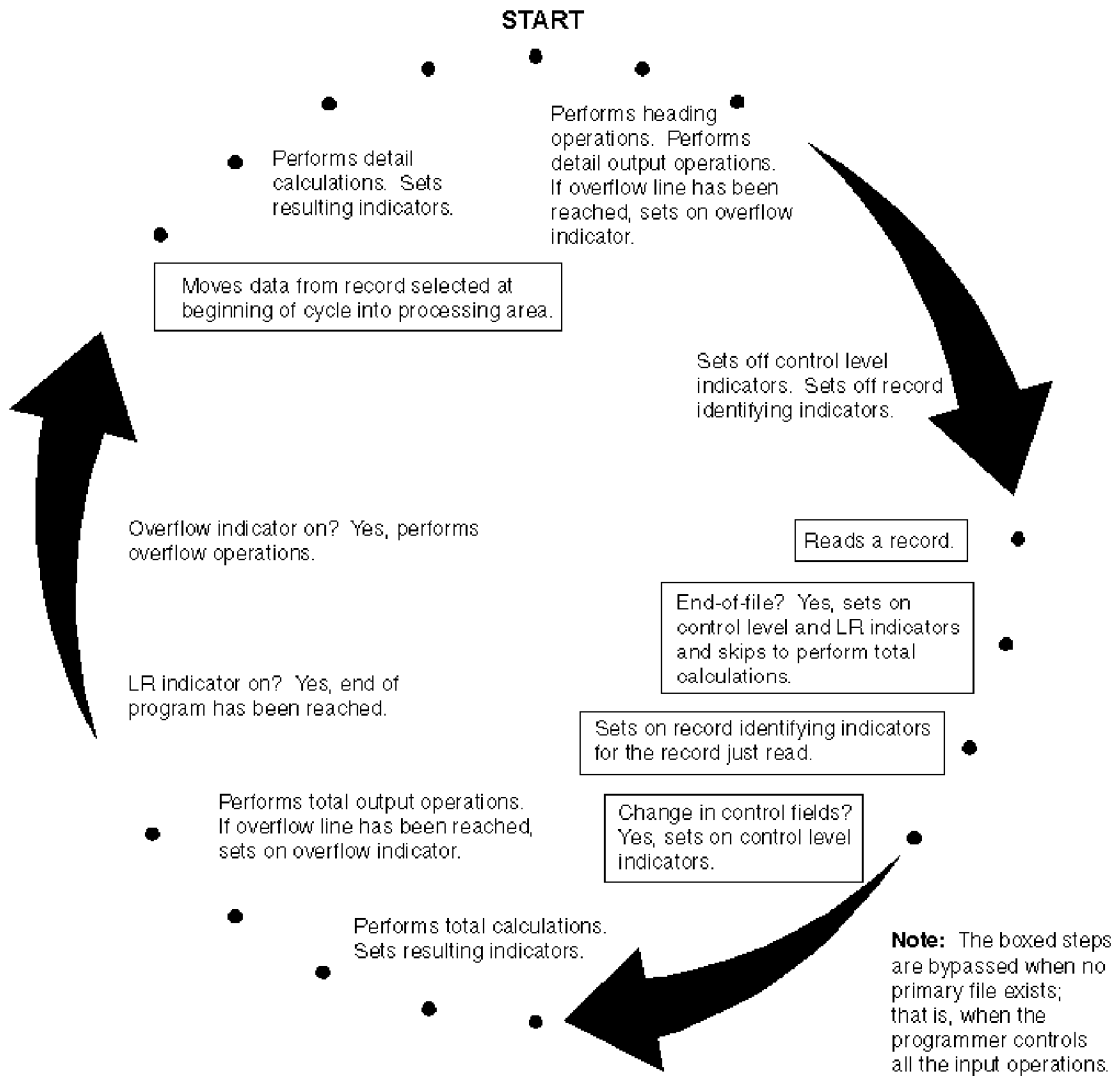 START
Performs heading
operations. Performs
detail output operations.
If overflow line has been
reached, sets on overflow
indicator.
Sets off control level
indicators. Sets off record
identifying indicators.
Reads a record.
End-of-file? Yes, sets on
control level and LR indicators
and skips to perform total
calculations.
Sets on record identifying indicators
for the record just read.
Change in control fields?
Yes, sets on control level
indicators.
Performs total calculations.
Sets resulting indicators.
Performs total output operations.
If overflow line has been reached,
sets on overflow indicator.
LR indicator on? Yes, end of
program has been reached.
Overflow indicator on? Yes, performs
overflow operations.
Moves data from record selected at
beginning of cycle into processing area.
Performs detail
calculations. Sets
resulting indicators.
Note: The boxed steps
are bypassed when no
primary file exists;
that is, when the
programmer controls
all the input operations.